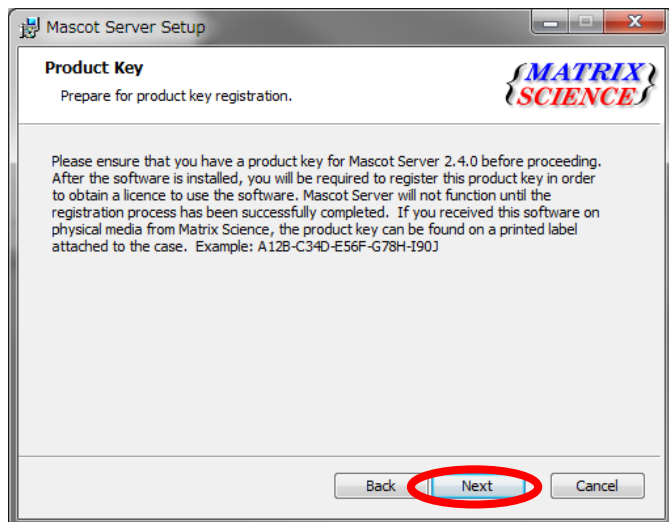 Mascot Server Setup
Product Key
Prepare for product key registration.
{MATRIX
SCIENCE}
Please ensure that you have a product key for Mascot Server 2.4.0 before proceeding.
After the software is installed, you will be required to register this product key in order
to obtain a licence to use the software. Mascot Server will not function until the
registration process has been successfully completed.  If you received this software on
physical media from Matrix Science, the product key can be found on a printed label
attached to the case.  Example: A12B-C34D-E56F-G78H-I90J
Back Next Cancel